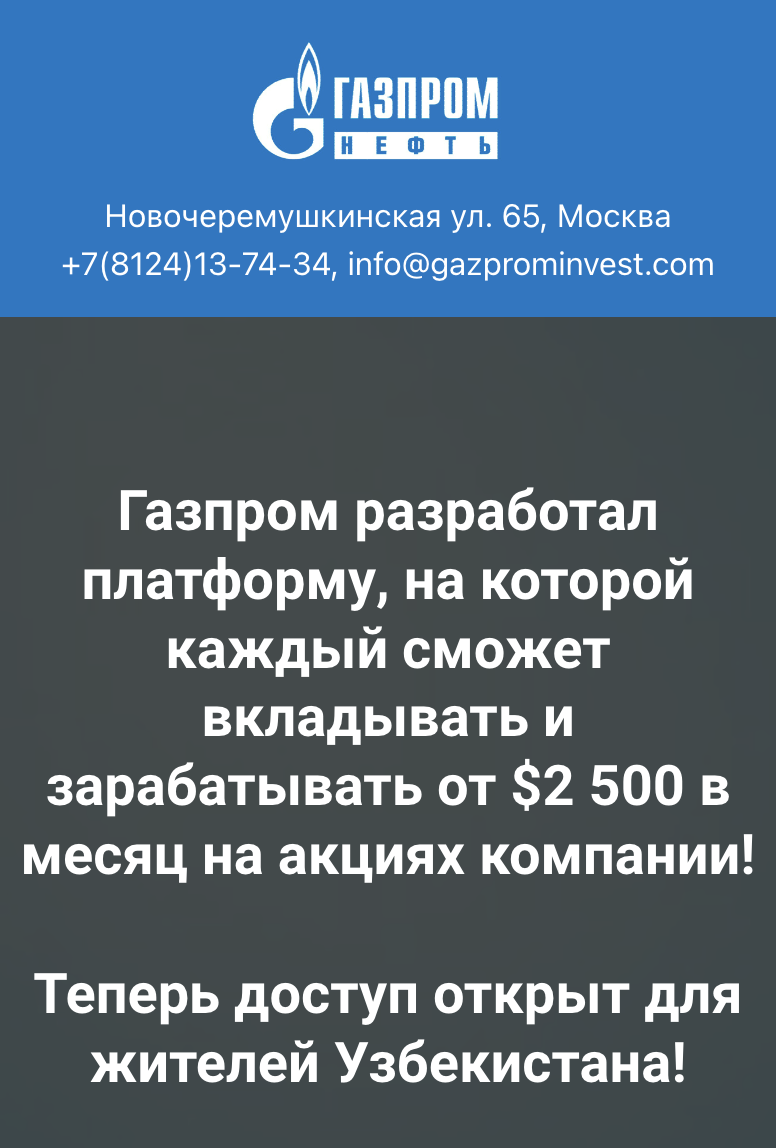 ГАЗПРОМ
НЕФТЬ
Новочеремушкинская ул. 65, Москва
+7(8124)13-74-34, info@gazprominvest.com
Газпром разработал
платформу, на которой
каждый сможет
вкладывать и
зарабатывать от $2 500 в
месяц на акциях компании!
Теперь доступ открыт для
жителей Узбекистана!